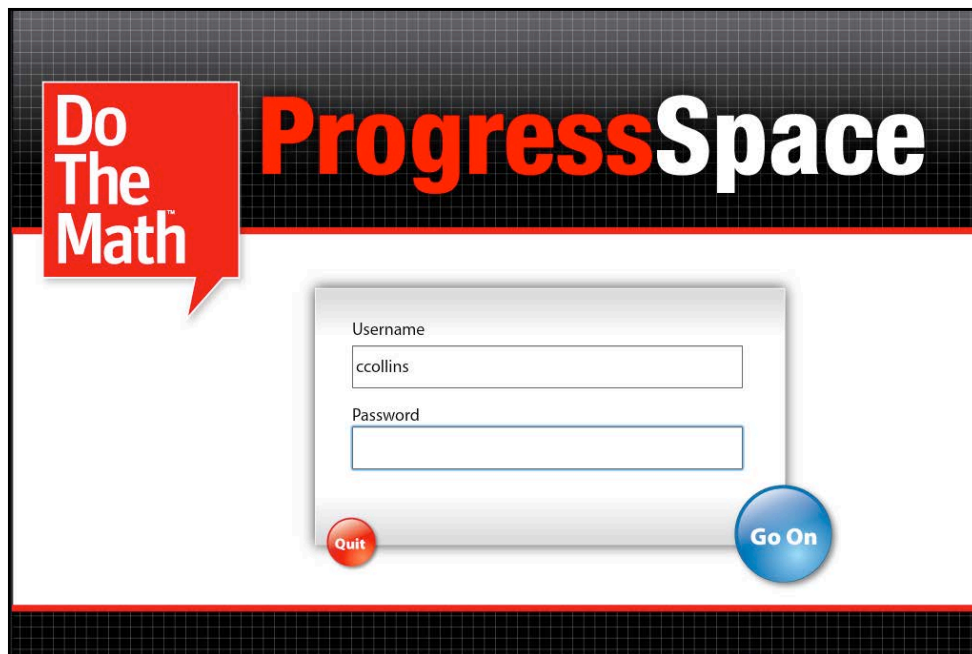 Do
The
Math™
ProgressSpace
Username
ccollins
Password
Quit
Go On